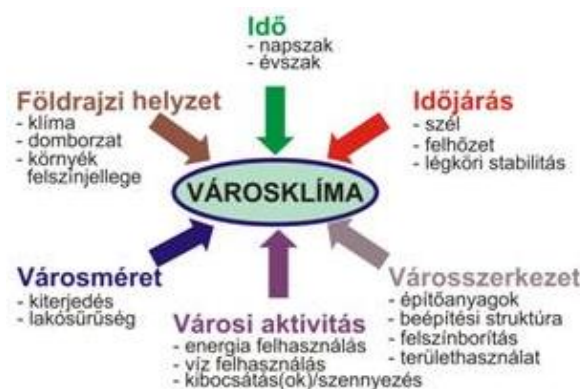 Idő
- napszak
- évszak
Földrajzi helyzet
- klíma
- domborzat
- környék
felszínjellege
Időjárás
- szél
- felhőzet
- légköri stabilitás
VÁROSKLÍMA
Városméret
- kiterjedés
- lakósűrűség
Városi aktivitás
- energia felhasználás
- víz felhasználás
- kibocsátás(ok)/szennyezés
Városszerkezet
- építőanyagok
- beépítési struktúra
- felszínborítás
- területhasználat